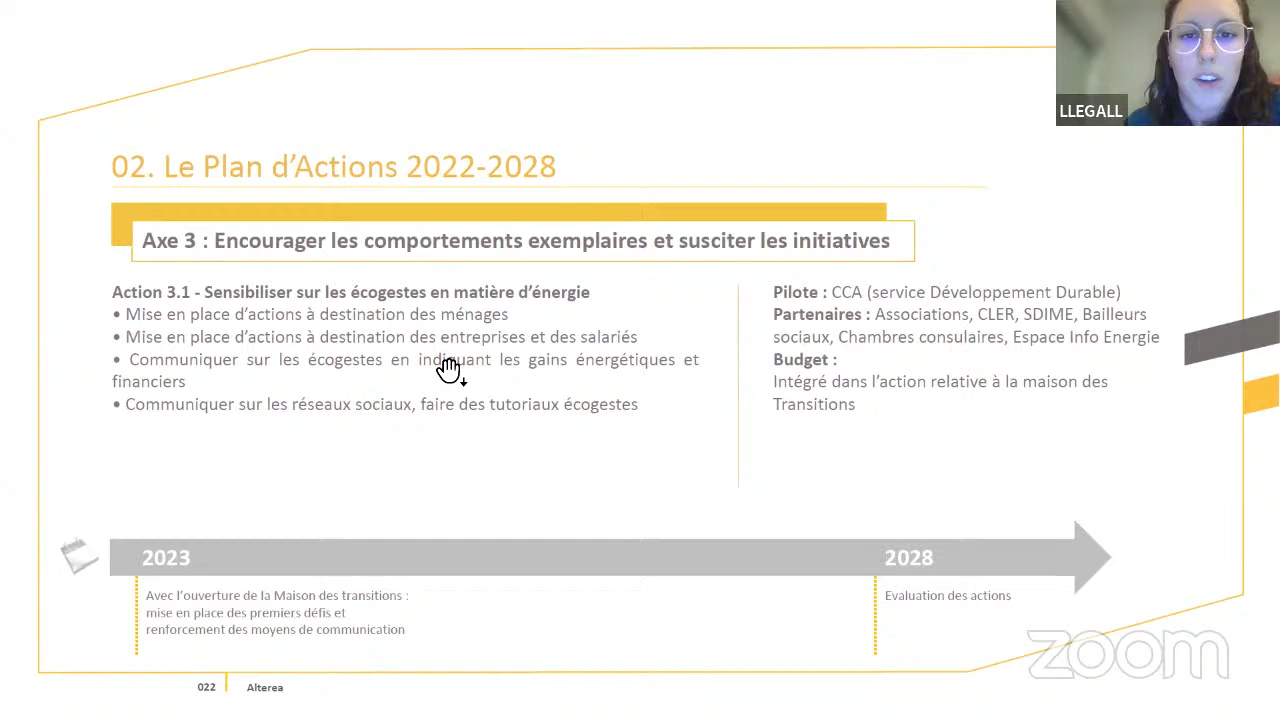 LLEGALL
02. Le Plan d'Actions 2022-2028
Axe 3 : Encourager les comportements exemplaires et susciter les initiatives
Action 3.1 - Sensibiliser sur les écogestes en matière d'énergie
• Mise en place d'actions à destination des ménages
• Mise en place d'actions à destination des entreprises et des salariés
• Communiquer sur les écogestes en indiquant les gains énergétiques et
financiers
• Communiquer sur les réseaux sociaux, faire des tutoriaux écogestes
Pilote : CCA (service Développement Durable)
Partenaires : Associations, CLER, SDIME, Bailleurs
sociaux, Chambres consulaires, Espace Info Energie
Budget :
Intégré dans l'action relative à la maison des
Transitions
2023
2028
Avec l'ouverture de la Maison des transitions :
mise en place des premiers défis et
renforcement des moyens de communication
Evaluation des actions
zoom
022
Alterea